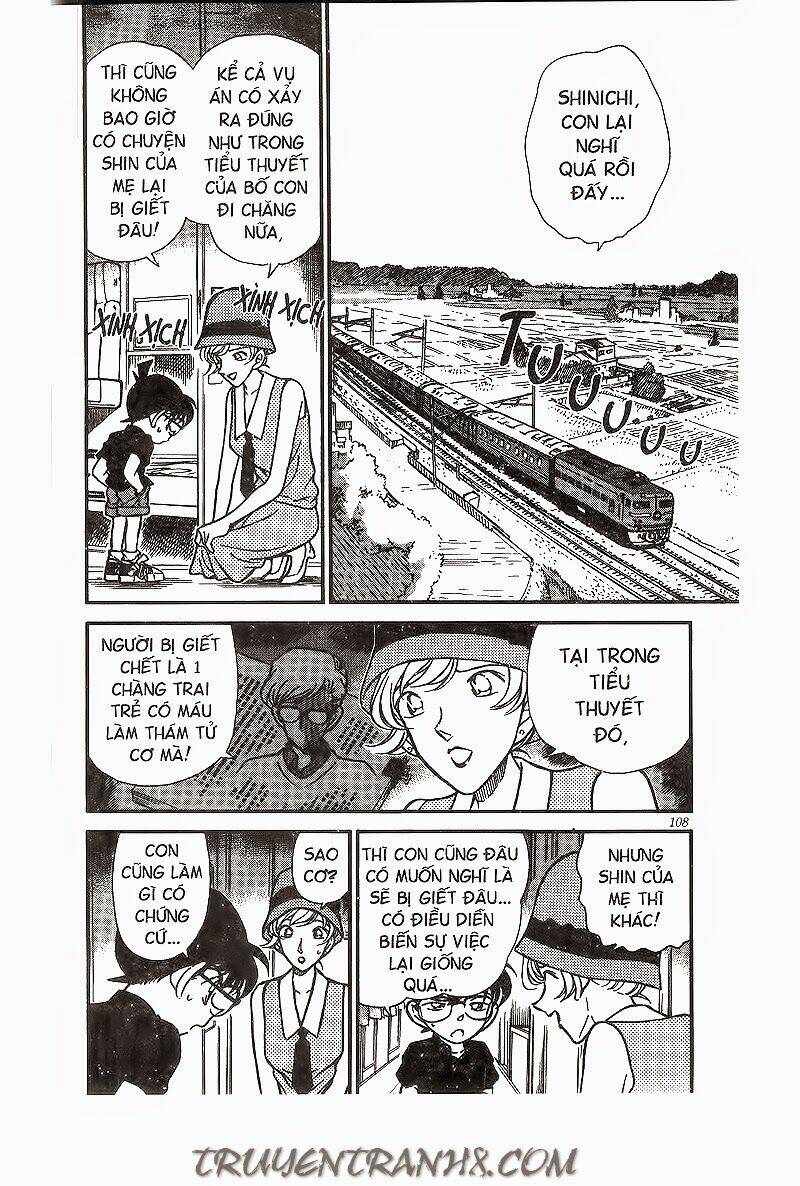 SHINICHI,
CON LẠI
NGHĨ
QUÁ RỒI
ĐẤY...
TUUUUUU
KỂ CẢ VỤ
ÁN CÓ XẢY
RA ĐÚNG
NHƯ TRONG
TIỂU THUYẾT
CỦA BỐ CON
ĐI CHĂNG
NỮA,
THÌ CŨNG
KHÔNG
BAO GIỜ
CÓ CHUYỆN
SHIN CỦA
MẸ LẠI
BỊ GIẾT
ĐÂU!
XÌNH XỊCH
XÌNH XỊCH
TẠI TRONG
TIỂU
THUYẾT
ĐÓ,
NGƯỜI BỊ GIẾT
CHẾT LÀ 1
CHÀNG TRAI
TRẺ CÓ MÁU
LÀM THÁM TỬ
CƠ MÀ!
108
NHƯNG
SHIN CỦA
MẸ THÌ
KHÁC!
THÌ CON CŨNG ĐÂU
CÓ MUỐN NGHĨ LÀ
SẼ BỊ GIẾT ĐÂU...
CÓ ĐIỀU DIỄN
BIẾN SỰ VIỆC
LẠI GIỐNG
QUÁ...
SAO
CƠ?
CON
CŨNG LÀM
GÌ CÓ
CHỨNG
CỨ...
TRUYENTRANH8.COM